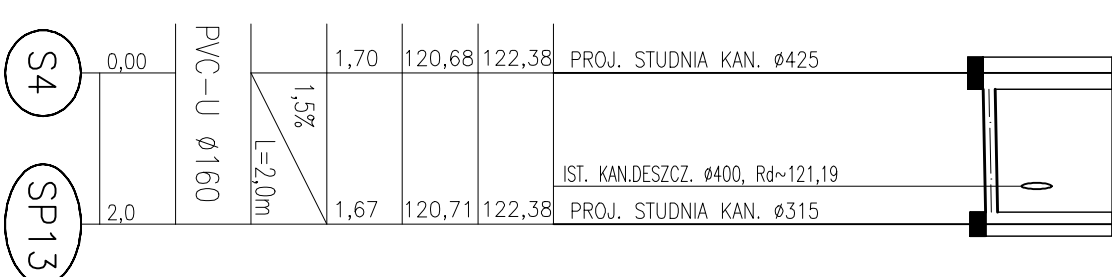 S4 0,00 1,70 120,68 122,38 PROJ. STUDNIA KAN. ø425
PVC-U ø160
1,5%
L=2,0m
IST. KAN.DESZCZ. ø400, Rd~121,19
SP13 2,0 1,67 120,71 122,38 PROJ. STUDNIA KAN. ø315